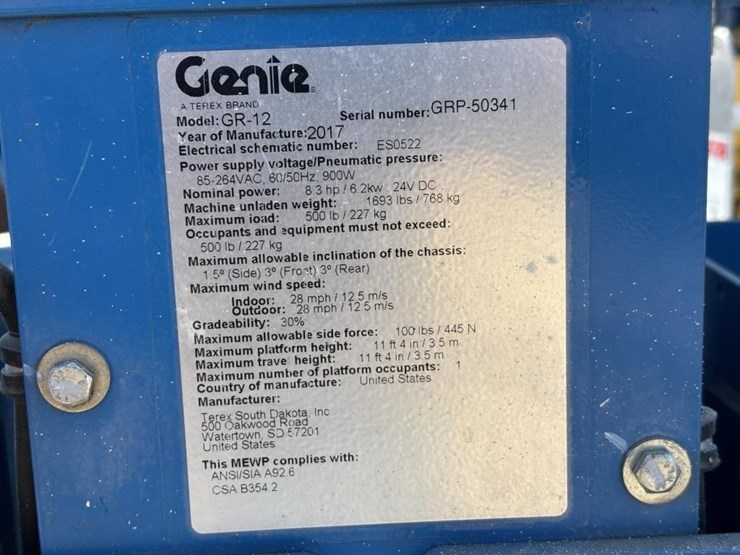 Genie
A TEREX BRAND
Model: GR-12 Serial number: GRP-50341
Year of Manufacture: 2017
Electrical schematic number: ES0522
Power supply voltage/Pneumatic pressure:
85-264VAC, 60/50Hz, 900W
Nominal power: 8.3 hp / 6.2kw 24V DC
Machine unladen weight: 1693 lbs / 768 kg
Maximum load: 500 lb / 227 kg
Occupants and equipment must not exceed:
500 lb / 227 kg
Maximum allowable inclination of the chassis:
1.5º (Side) 3º (Front) 3º (Rear)
Maximum wind speed:
Indoor: 28 mph / 12.5 m/s
Outdoor: 28 mph / 12.5 m/s
Gradeability: 30%
Maximum allowable side force: 100 lbs / 445 N
Maximum platform height: 11 ft 4 in / 3.5 m
Maximum travel height: 11 ft 4 in / 3.5 m
Maximum number of platform occupants: 1
Country of manufacture: United States
Manufacturer:
Terex South Dakota, Inc
500 Oakwood Road
Watertown, SD 57201
United States
This MEWP complies with:
ANSI/SIA A92.6
CSA B354.2